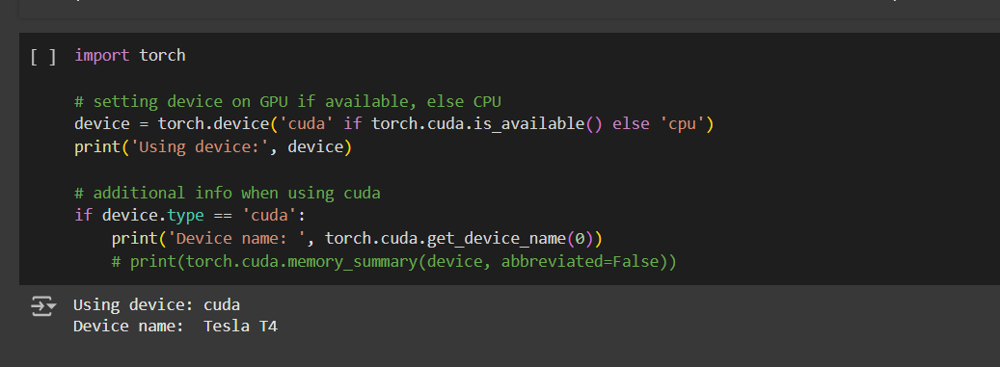 [ ] import torch
# setting device on GPU if available, else CPU
device = torch.device('cuda' if torch.cuda.is_available() else 'cpu')
print('Using device:', device)
# additional info when using cuda
if device.type == 'cuda':
    print('Device name: ', torch.cuda.get_device_name(0))
    # print(torch.cuda.memory_summary(device, abbreviated=False))
Using device: cuda
Device name:  Tesla T4